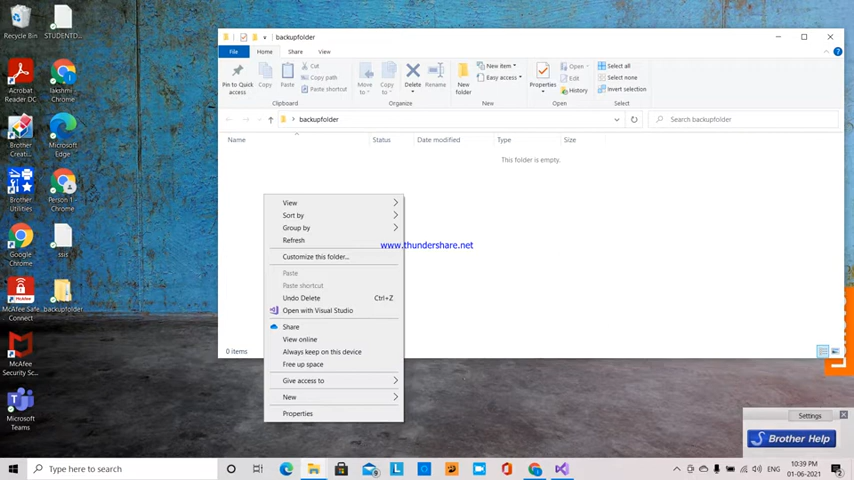 Recycle Bin
STUDENTD...
Acrobat
Reader DC
lakshmi -
Chrome
Brother
Creati...
Microsoft
Edge
Brother
Utilities
Person 1 -
Chrome
Google
Chrome
ssis
McAfee Safe
Connect
backupfolder
McAfee
Security Sc...
Microsoft
Teams
backupfolder
File
Home
Share
View
Pin to Quick
access
Copy
Paste
Cut
Copy path
Paste shortcut
Clipboard
Move
to
Copy
to
Delete
Rename
Organize
New
folder
New item
Easy access
New
Properties
Open
Edit
History
Open
Select all
Select none
Invert selection
Select
backupfolder
Search backupfolder
Name
Status
Date modified
Type
Size
This folder is empty.
View
Sort by
Group by
Refresh
Customize this folder...
Paste
Paste shortcut
Undo Delete Ctrl+Z
Open with Visual Studio
Share
View online
Always keep on this device
Free up space
Give access to
New
Properties
www.thundershare.net
0 items
Settings
Brother Help
Type here to search
ENG
10:39 PM
01-06-2021